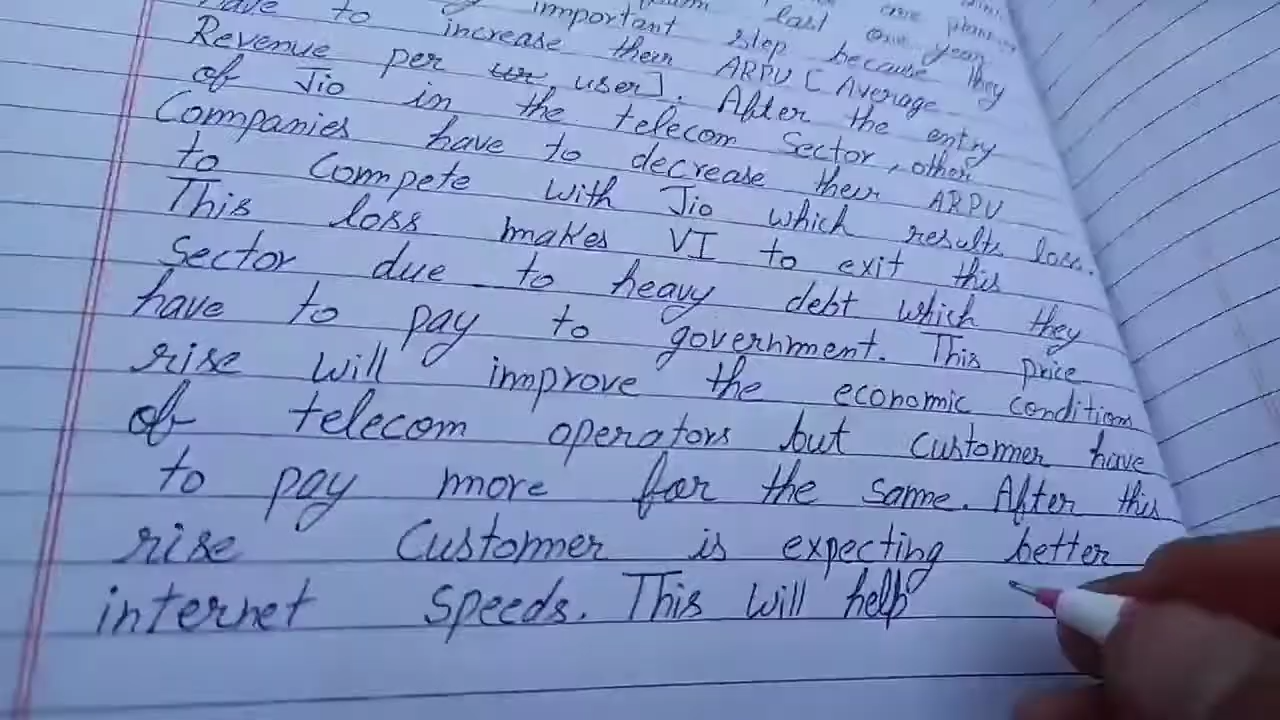 last one year
have to important step because they
increase their ARPU [Average
Revenue per user]. After the entry
of Jio in the telecom Sector, other
Companies have to decrease their ARPU
to compete with Jio which results loss.
This loss makes VI to exit this
Sector due to heavy debt which they
have to pay to government. This price
rise will improve the economic condition
of telecom operators but customer have
to pay more for the same. After this
rise Customer is expecting better
internet speeds. This will help